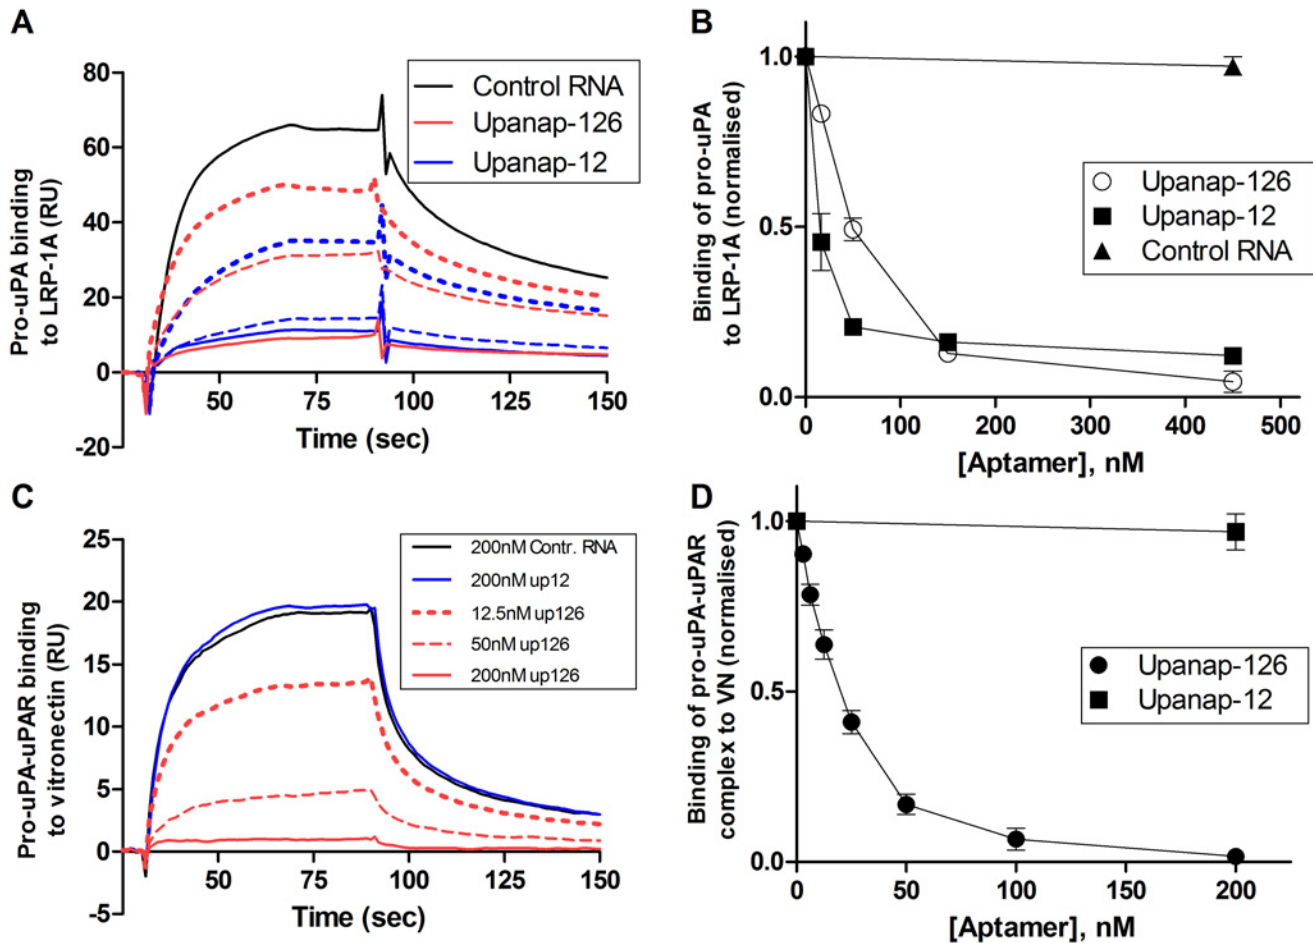 A
Pro-uPA binding
to LRP-1A (RU)
80
60
40
20
0
-20
50
75
100
125
150
Time (sec)
Control RNA
Upanap-126
Upanap-12
B
Binding of pro-uPA
to LRP-1A (normalised)
1.0
0.5
0.0
0
100
200
300
400
500
[Aptamer], nM
Upanap-126
Upanap-12
Control RNA
C
Pro-uPA-uPAR binding
to vitronectin (RU)
25
20
15
10
5
0
-5
50
75
100
125
150
Time (sec)
200nM Contr. RNA
200nM up12
12.5nM up126
50nM up126
200nM up126
D
Binding of pro-uPA-uPAR
complex to VN (normalised)
1.0
0.5
0.0
0
50
100
150
200
[Aptamer], nM
Upanap-126
Upanap-12